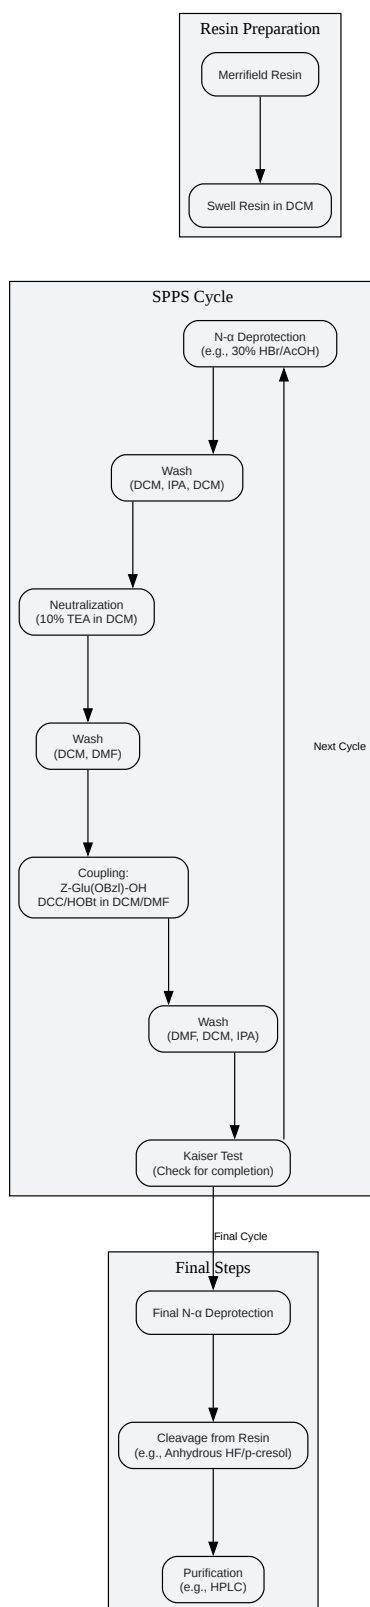 Resin Preparation
Merrifield Resin
Swell Resin in DCM
SPPS Cycle
N-α Deprotection
(e.g., 30% HBr/AcOH)
Wash
(DCM, IPA, DCM)
Neutralization
(10% TEA in DCM)
Wash
(DCM, DMF)
Next Cycle
Coupling:
Z-Glu(OBzl)-OH
DCC/HOBt in DCM/DMF
Wash
(DMF, DCM, IPA)
Kaiser Test
(Check for completion)
Final Cycle
Final Steps
Final N-α Deprotection
Cleavage from Resin
(e.g., Anhydrous HF/p-cresol)
Purification
(e.g., HPLC)